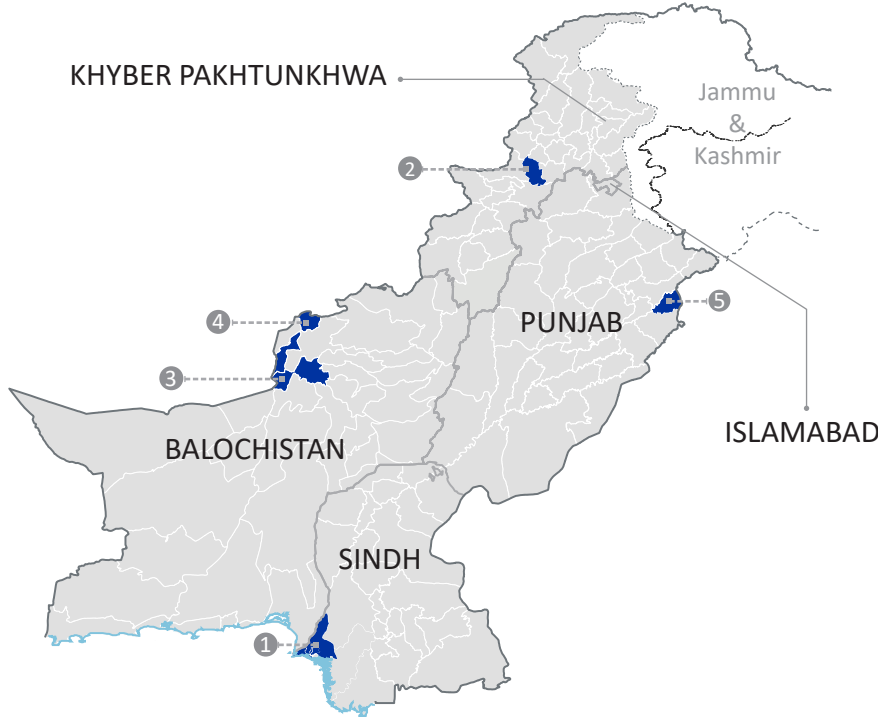 KHYBER PAKHTUNKHWA
Jammu
&
Kashmir
2
4
5
PUNJAB
3
ISLAMABAD
BALOCHISTAN
SINDH
1